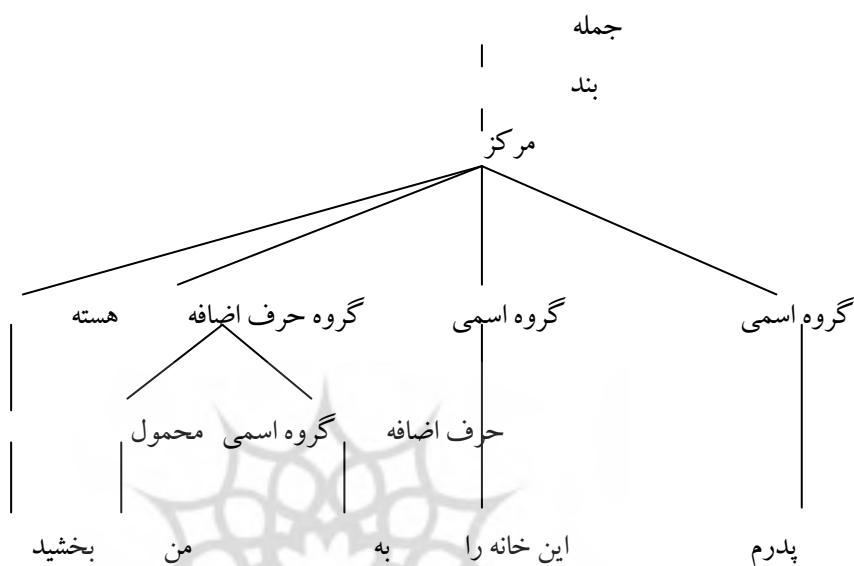 جمله
بند
مرکز
گروه اسمی گروه اسمی گروه حرف اضافه هسته
حرف اضافه گروه اسمی محمول
پدرم این خانه را به من بخشید